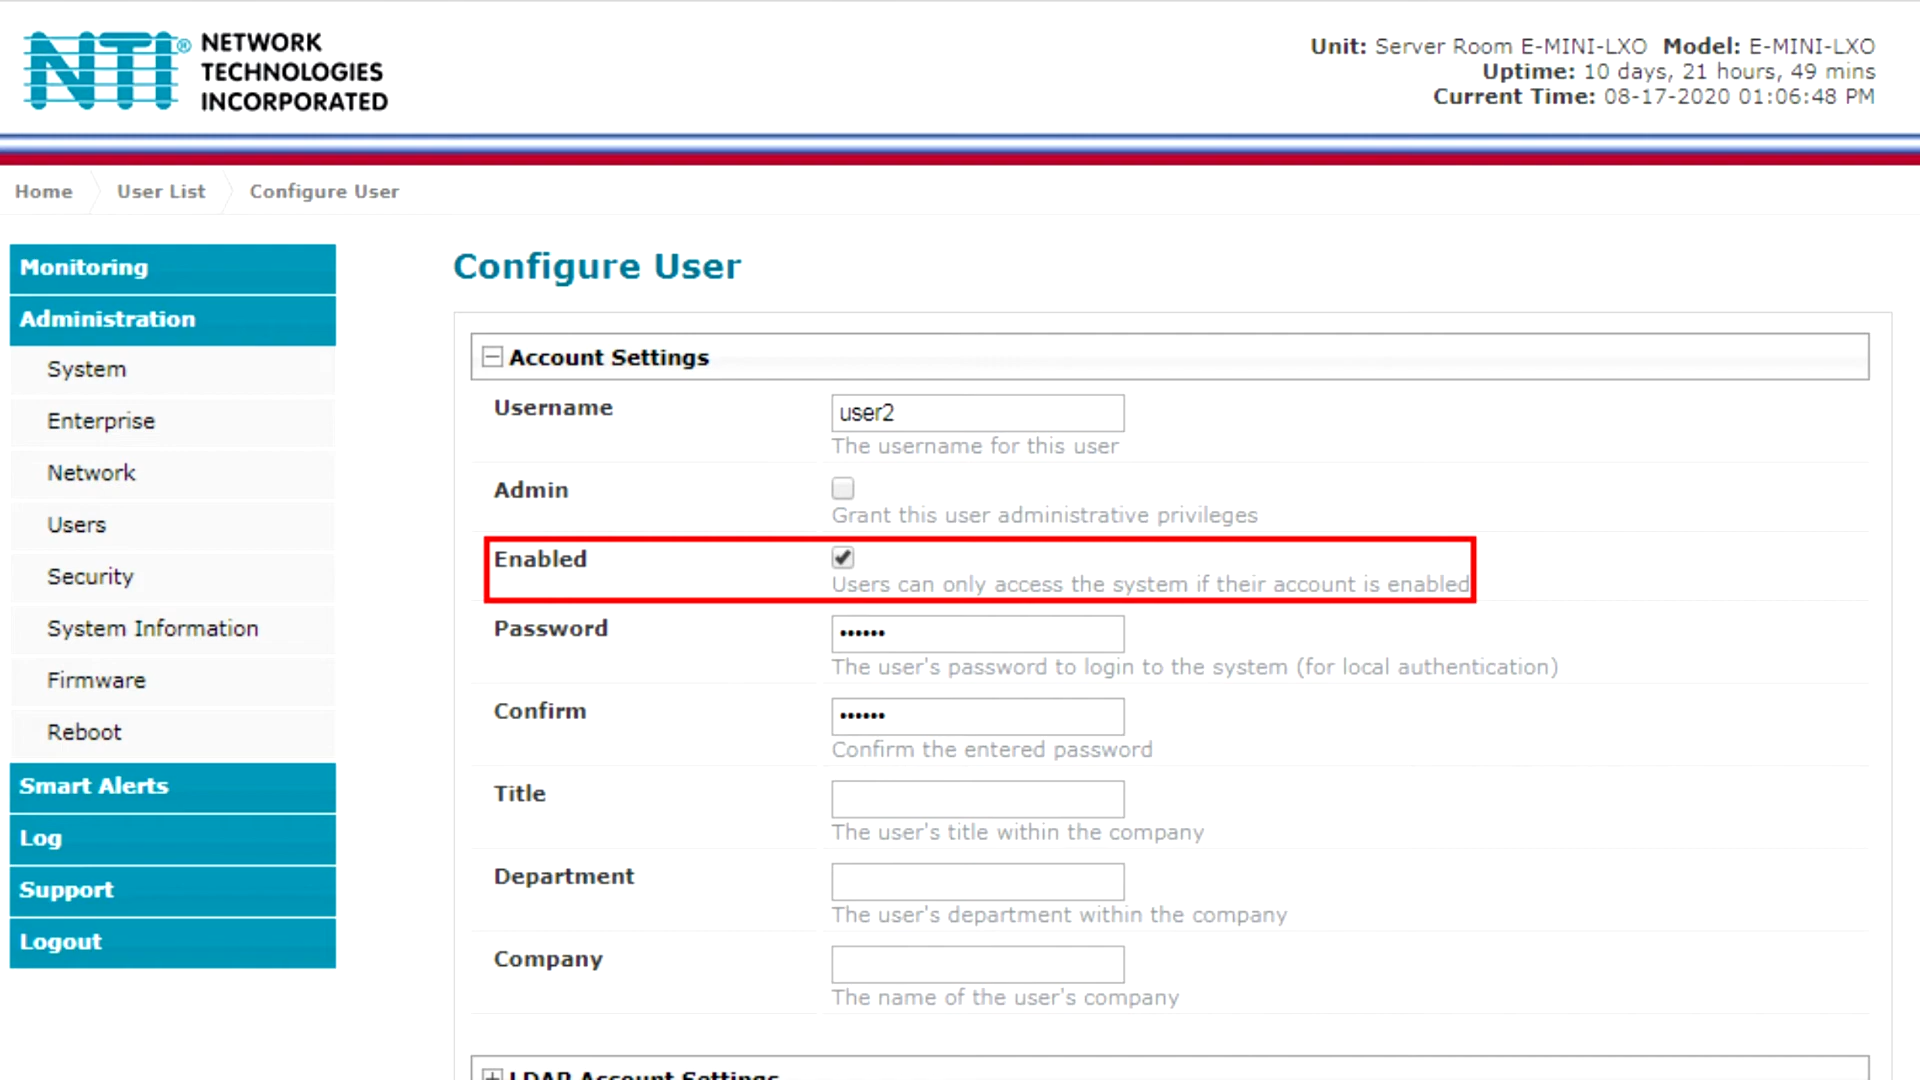 NTI® NETWORK
TECHNOLOGIES
INCORPORATED
Unit: Server Room E-MINI-LXO Model: E-MINI-LXO
Uptime: 10 days, 21 hours, 49 mins
Current Time: 08-17-2020 01:06:48 PM
Home User List Configure User
Monitoring
Administration
System
Enterprise
Network
Users
Security
System Information
Firmware
Reboot
Smart Alerts
Log
Support
Logout
Configure User
Account Settings
Username user2
The username for this user
Admin
Grant this user administrative privileges
Enabled
Users can only access the system if their account is enabled
Password ••••••
The user's password to login to the system (for local authentication)
Confirm ••••••
Confirm the entered password
Title
The user's title within the company
Department
The user's department within the company
Company
The name of the user's company
LDAP Account Settings